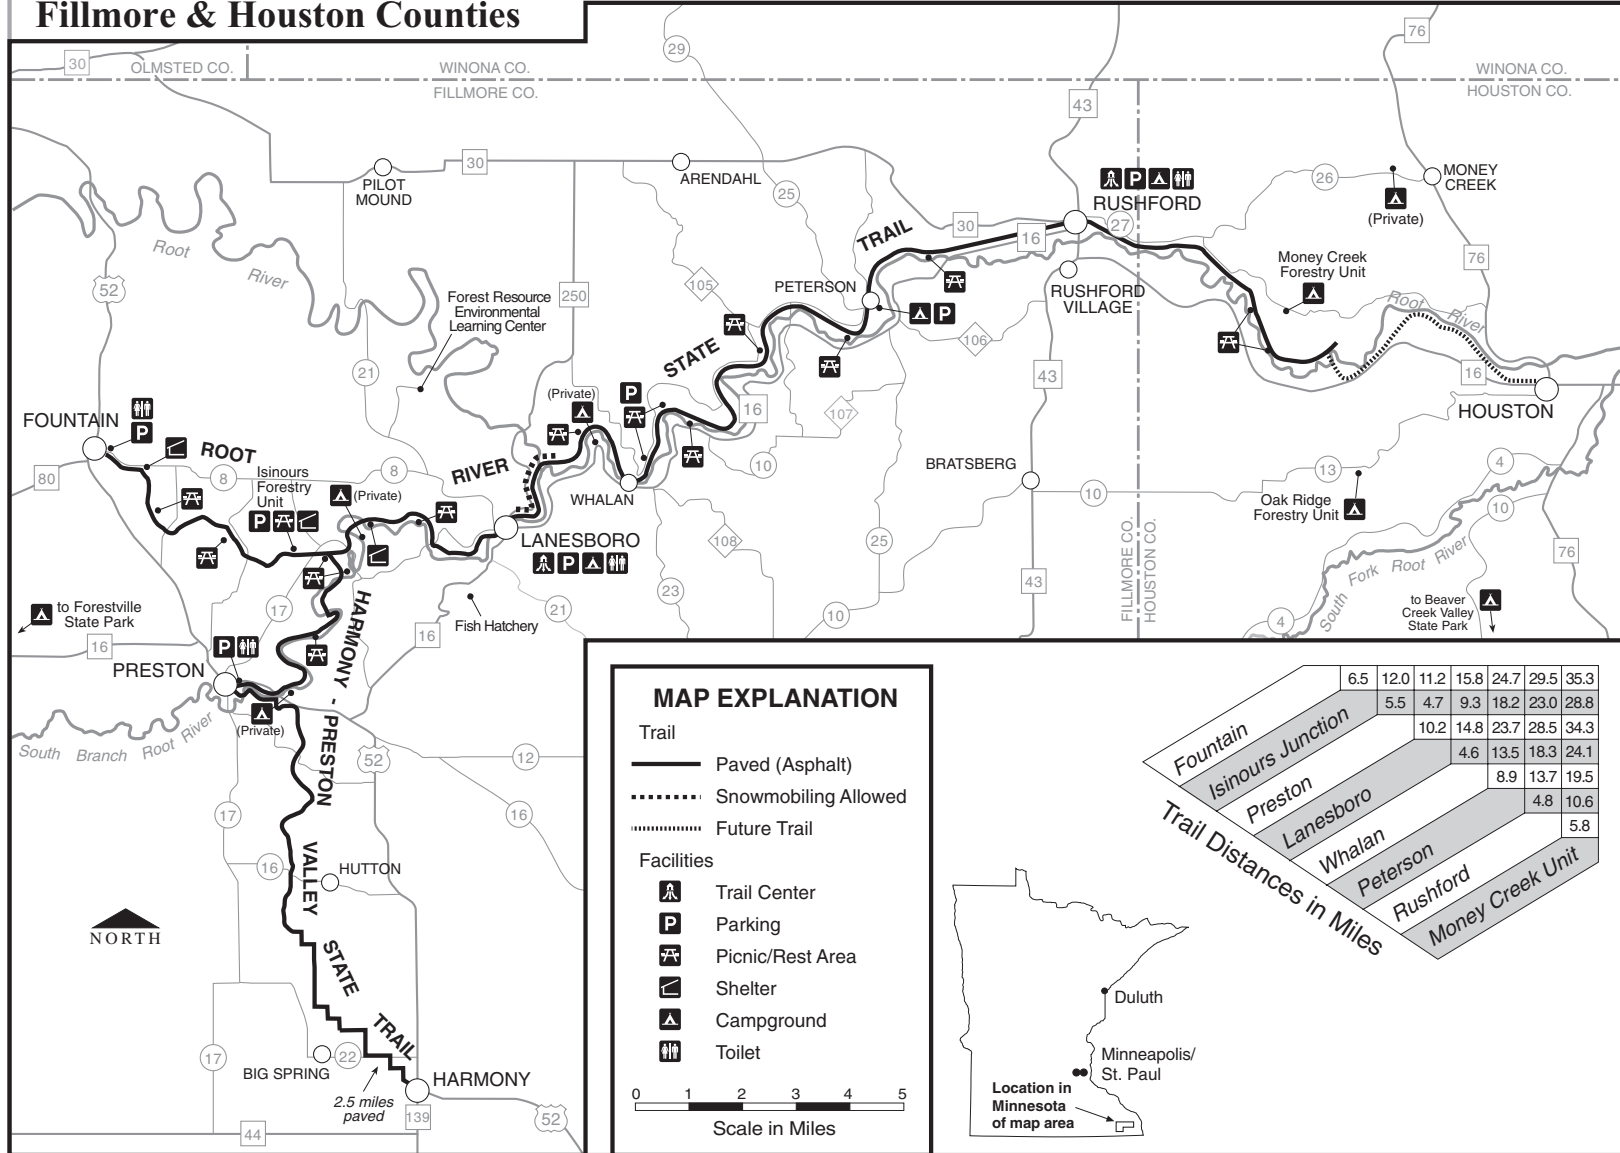 Fillmore & Houston Counties
30
OLMSTED CO.
WINONA CO.
FILLMORE CO.
29
43
76
WINONA CO.
HOUSTON CO.
30
PILOT
MOUND
ARENDAHL
25
RUSHFORD
26
MONEY
CREEK
(Private)
Root
River
52
250
105
TRAIL
30
16
27
76
Money Creek
Forestry Unit
PETERSON
RUSHFORD
VILLAGE
Root
River
Forest Resource
Environmental
Learning Center
21
STATE
106
43
16
107
16
HOUSTON
(Private)
FOUNTAIN
ROOT
RIVER
80
8
8
Isinours
Forestry
Unit
(Private)
WHALAN
10
BRATSBERG
10
13
4
Oak Ridge
Forestry Unit
10
LANESBORO
108
25
FILLMORE CO.
HOUSTON CO.
76
South Fork Root River
to Forestville
State Park
17
HARMONY - PRESTON
Fish Hatchery
21
23
10
43
4
to Beaver
Creek Valley
State Park
16
16
PRESTON
(Private)
South Branch Root River
52
12
17
16
16
VALLEY
HUTTON
NORTH
STATE
TRAIL
17
BIG SPRING
22
HARMONY
2.5 miles
paved
139
52
44
MAP EXPLANATION
Trail
Paved (Asphalt)
Snowmobiling Allowed
Future Trail
Facilities
Trail Center
P Parking
Picnic/Rest Area
Shelter
Campground
Toilet
0 1 2 3 4 5
Scale in Miles
6.5 12.0 11.2 15.8 24.7 29.5 35.3
5.5 4.7 9.3 18.2 23.0 28.8
10.2 14.8 23.7 28.5 34.3
4.6 13.5 18.3 24.1
8.9 13.7 19.5
4.8 10.6
5.8
Fountain
Isinours Junction
Preston
Lanesboro
Whalan
Peterson
Rushford
Money Creek Unit
Trail Distances in Miles
Duluth
Minneapolis/
St. Paul
Location in
Minnesota
of map area